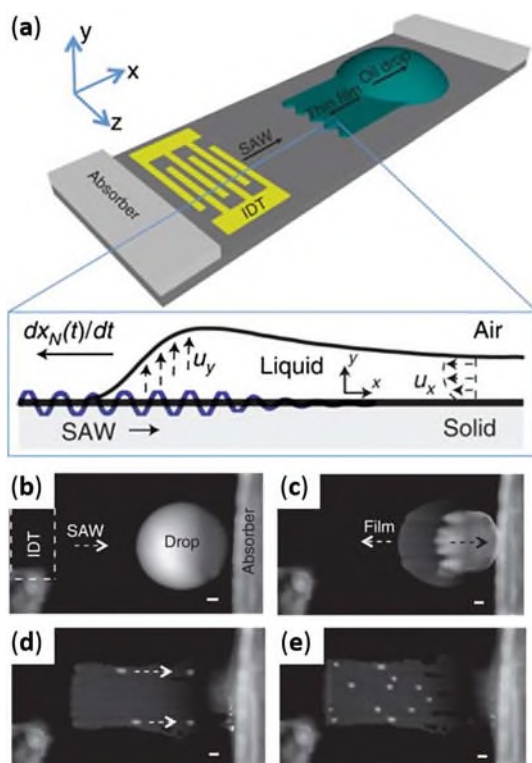 (a)
y
x
z
Absorber
IDT
SAW
Thin film
Oil drop
dx_N(t)/dt
u_y
Liquid
Air
y
x
u_x
SAW
Solid
(b)
IDT
SAW
Drop
Absorber
(c)
Film
(d)
(e)